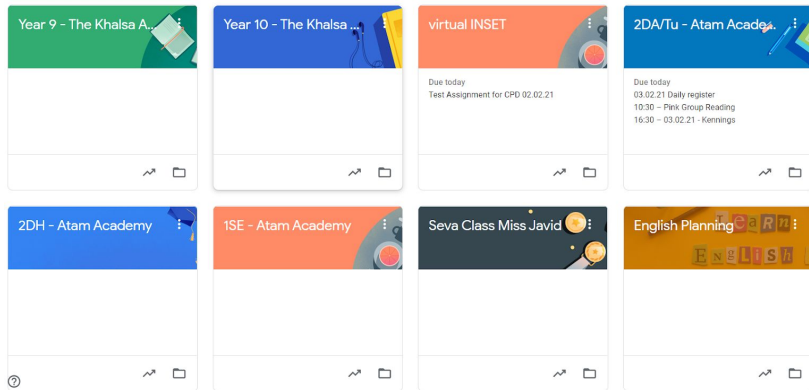 Year 9 - The Khalsa A...
Year 10 - The Khalsa ...
virtual INSET
2DA/Tu - Atam Acade...
Due today
Test Assignment for CPD 02.02.21
Due today
03.02.21 Daily register
10:30 – Pink Group Reading
16:30 – 03.02.21 - Kennings
2DH - Atam Academy
1SE - Atam Academy
Seva Class Miss Javid
English Planning
LEARN
ENGLISH